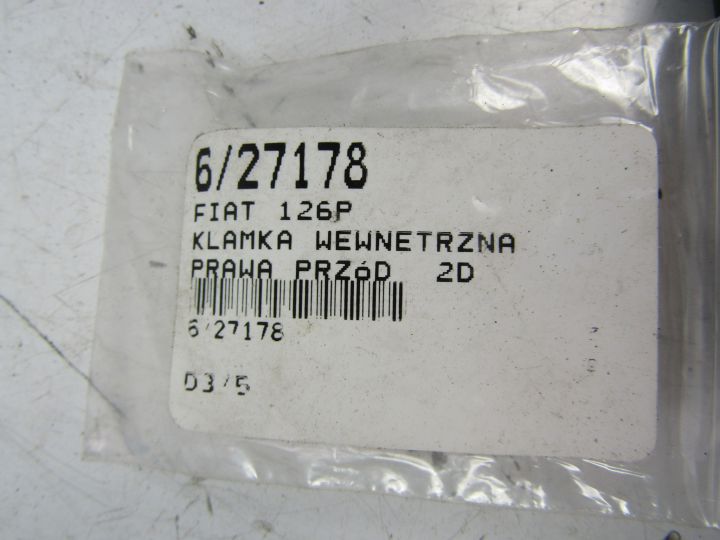 6/27178
FIAT 126P
KLAMKA WEWNETRZNA
PRAWA PRZóD 2D
6/27178
D3/5